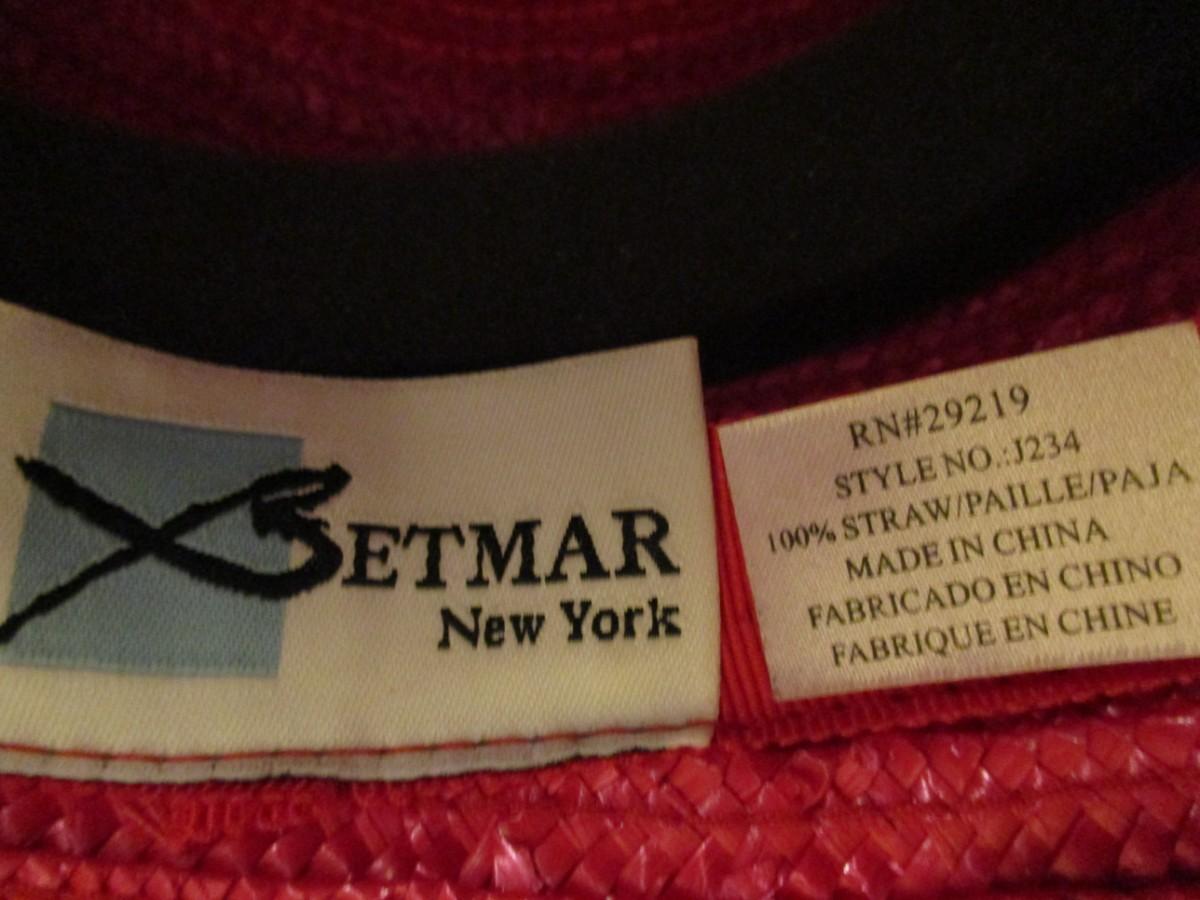 BETMAR
New York
RN#29219
STYLE NO.:J234
100% STRAW/PAILLE/PAJA
MADE IN CHINA
FABRICADO EN CHINO
FABRIQUE EN CHINE